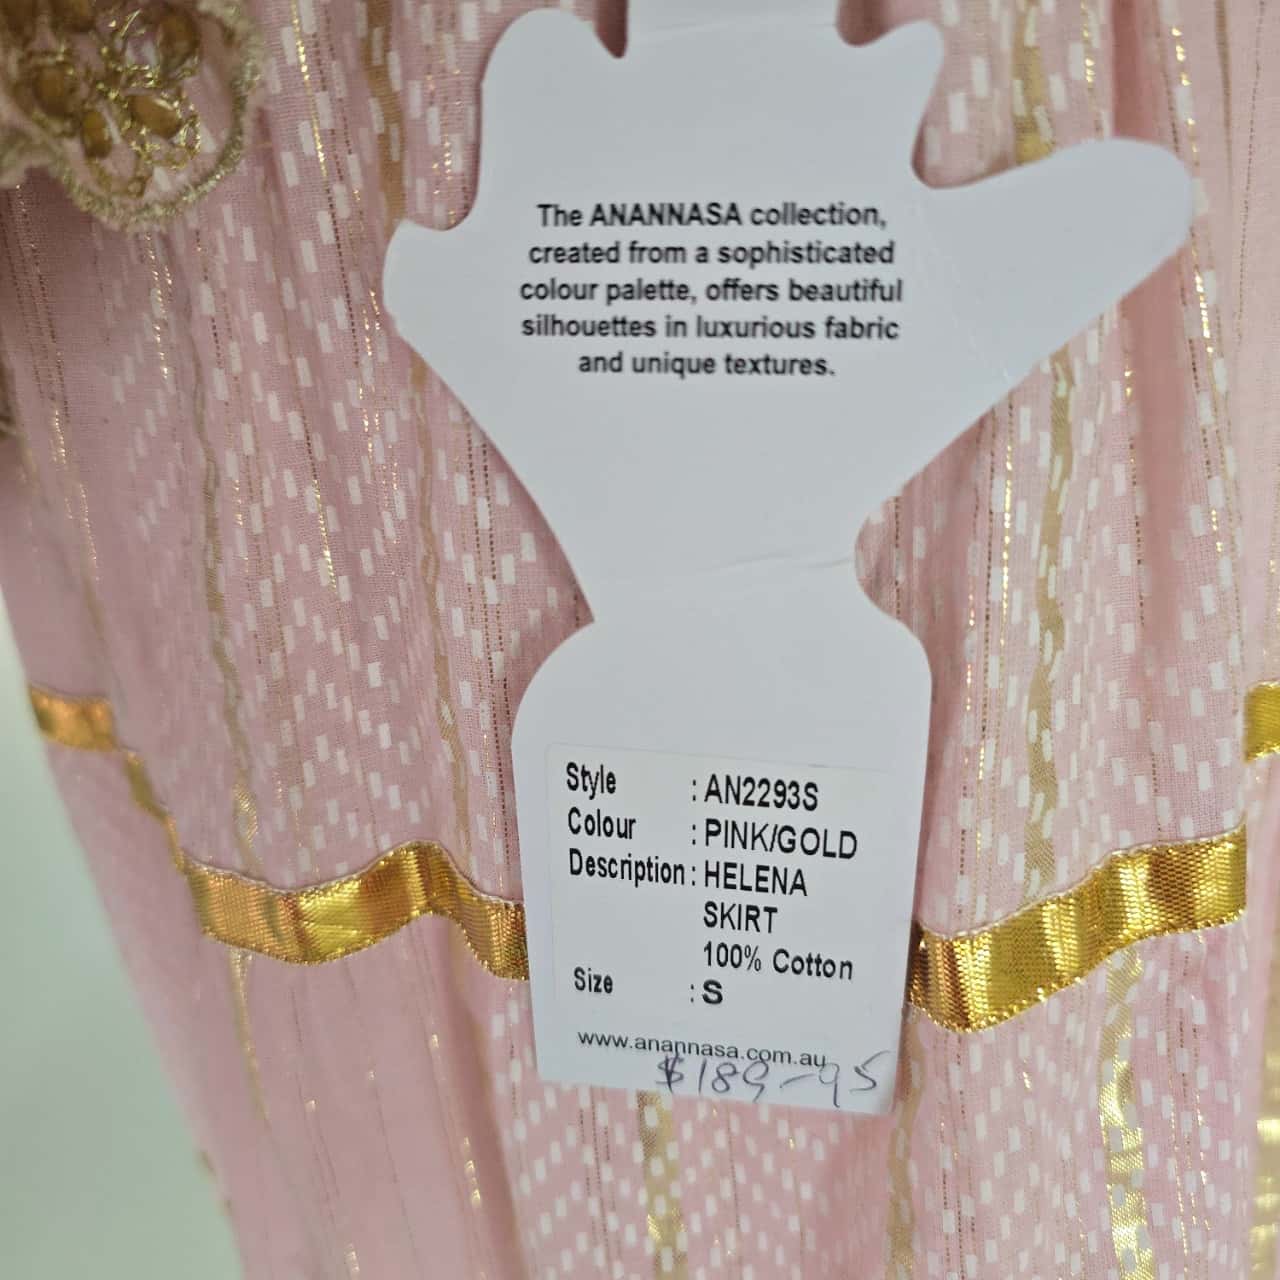 The ANANNASA collection,
created from a sophisticated
colour palette, offers beautiful
silhouettes in luxurious fabric
and unique textures.
Style : AN2293S
Colour : PINK/GOLD
Description : HELENA
SKIRT
100% Cotton
Size : S
www.anannasa.com.au
$189-95